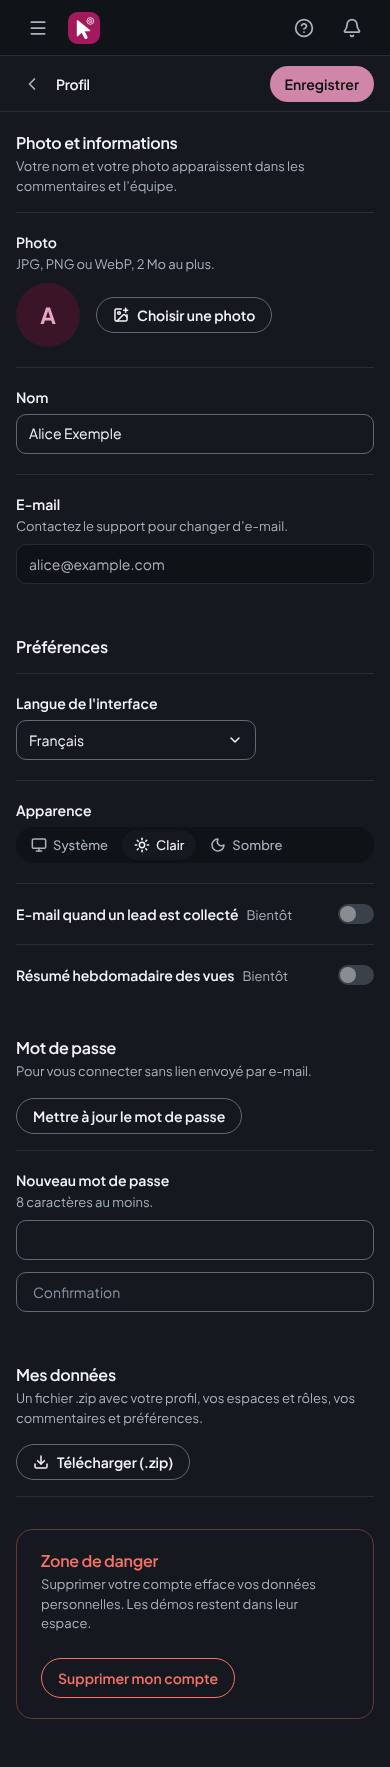 Profil
Enregistrer
Photo et informations
Votre nom et votre photo apparaissent dans les
commentaires et l'équipe.
Photo
JPG, PNG ou WebP, 2 Mo au plus.
A
Choisir une photo
Nom
Alice Exemple
E-mail
Contactez le support pour changer d'e-mail.
alice@example.com
Préférences
Langue de l'interface
Français
Apparence
Système Clair Sombre
E-mail quand un lead est collecté Bientôt
Résumé hebdomadaire des vues Bientôt
Mot de passe
Pour vous connecter sans lien envoyé par e-mail.
Mettre à jour le mot de passe
Nouveau mot de passe
8 caractères au moins.
Confirmation
Mes données
Un fichier .zip avec votre profil, vos espaces et rôles, vos
commentaires et préférences.
Télécharger (.zip)
Zone de danger
Supprimer votre compte efface vos données
personnelles. Les démos restent dans leur
espace.
Supprimer mon compte